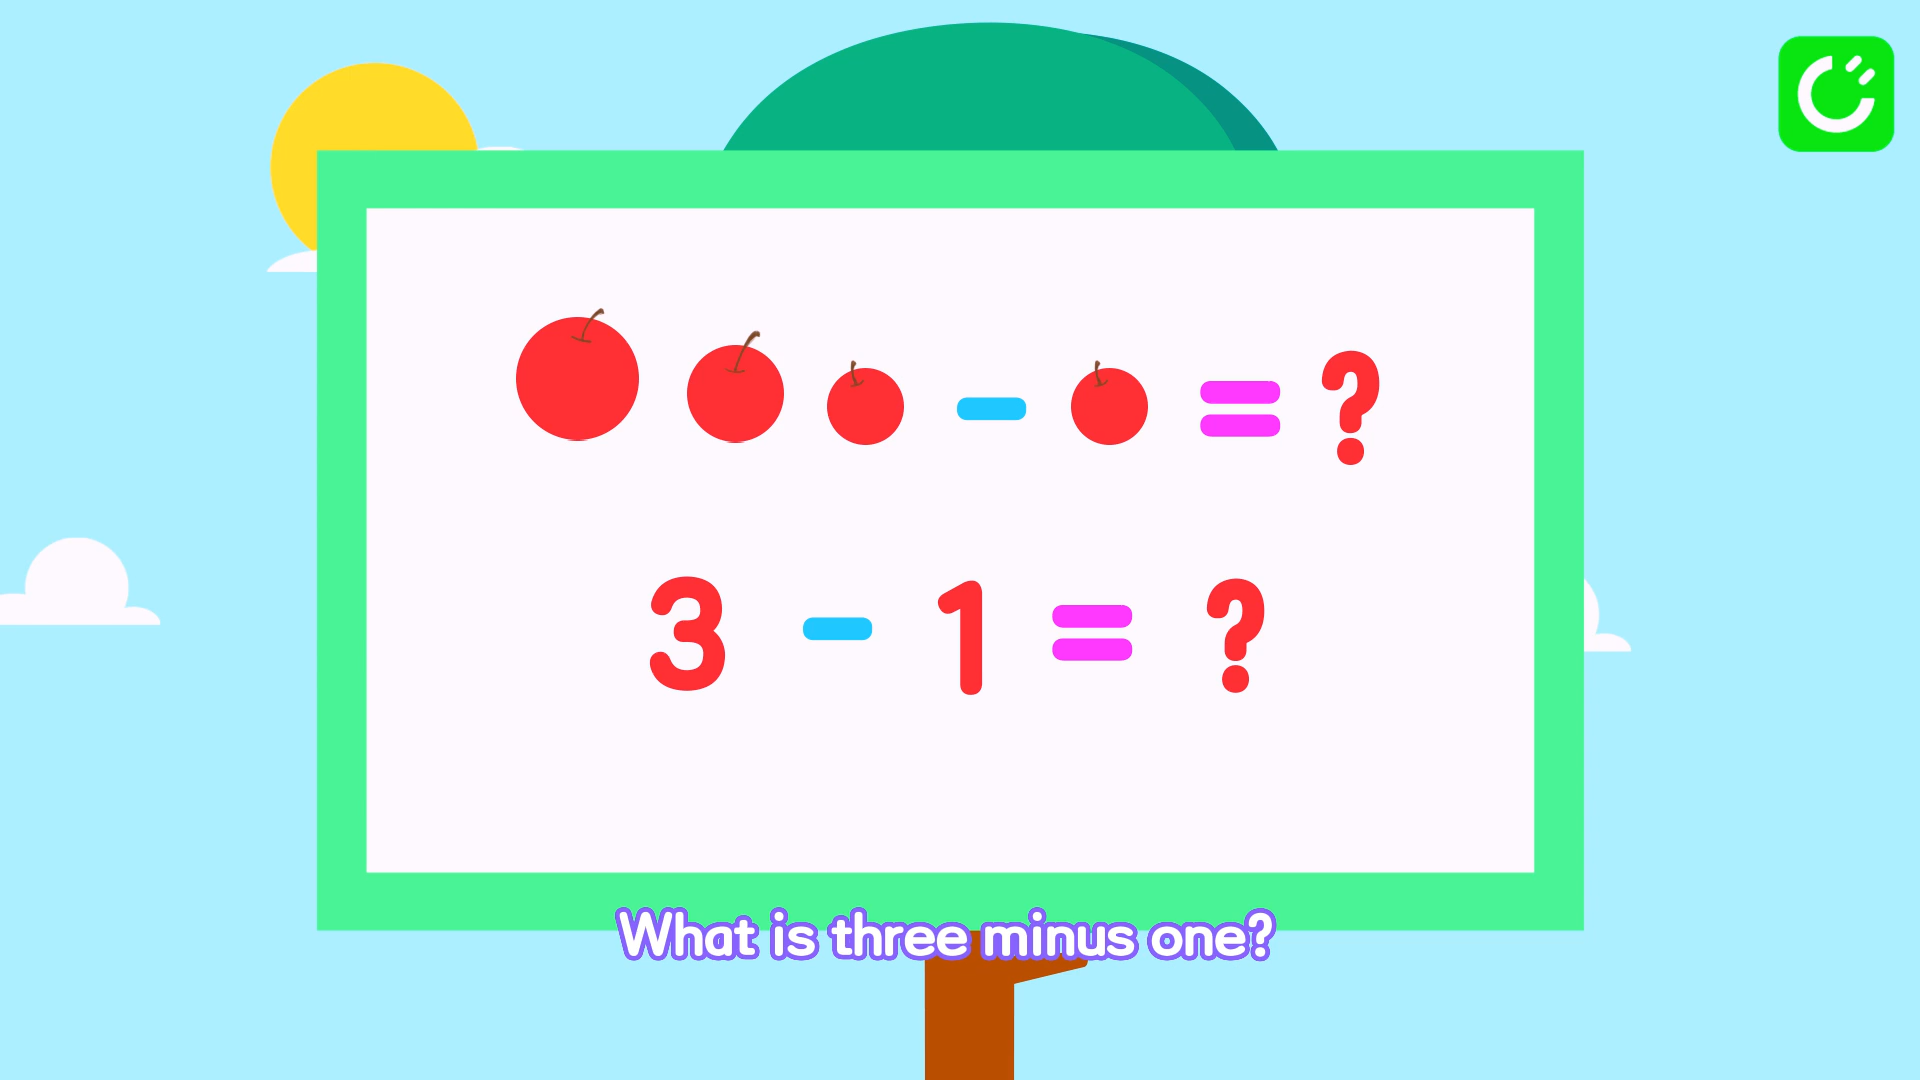 - = ?
3 - 1 = ?
What is three minus one?